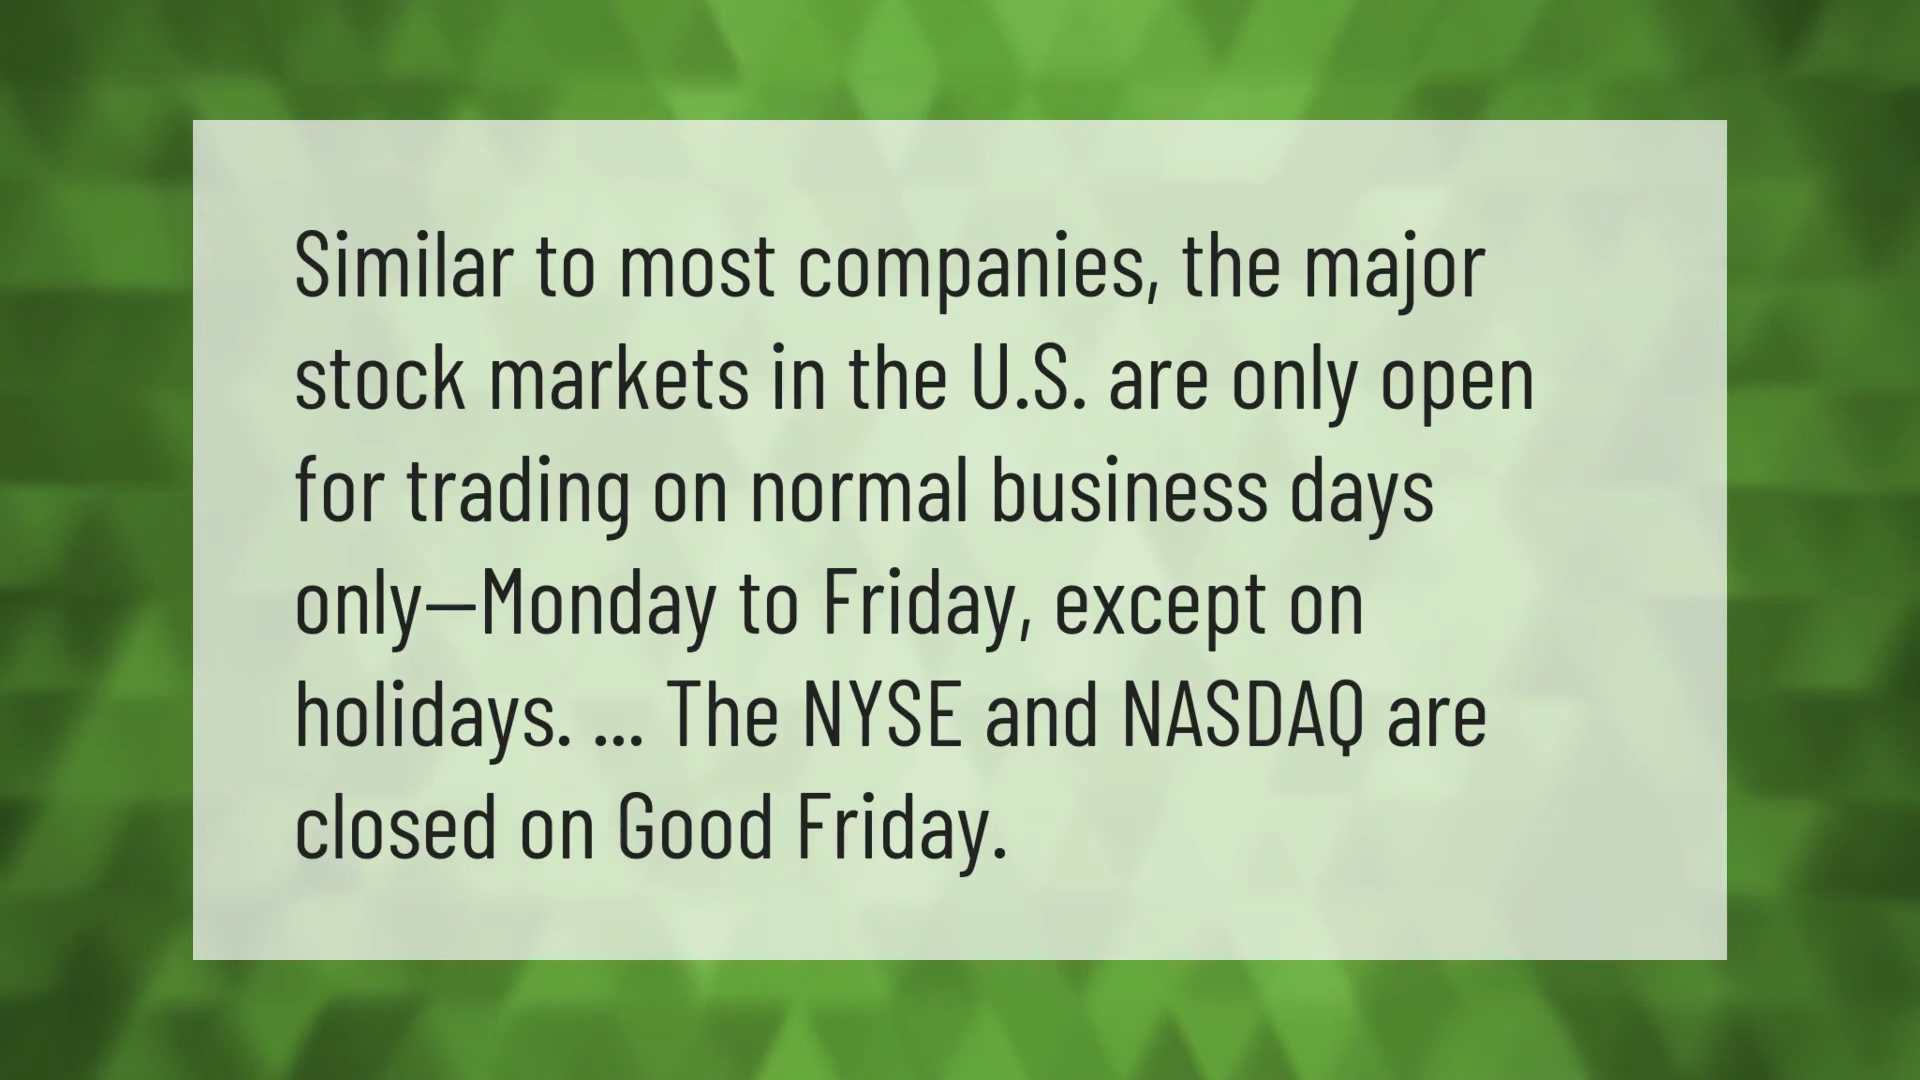 Similar to most companies, the major
stock markets in the U.S. are only open
for trading on normal business days
only—Monday to Friday, except on
holidays. ... The NYSE and NASDAQ are
closed on Good Friday.